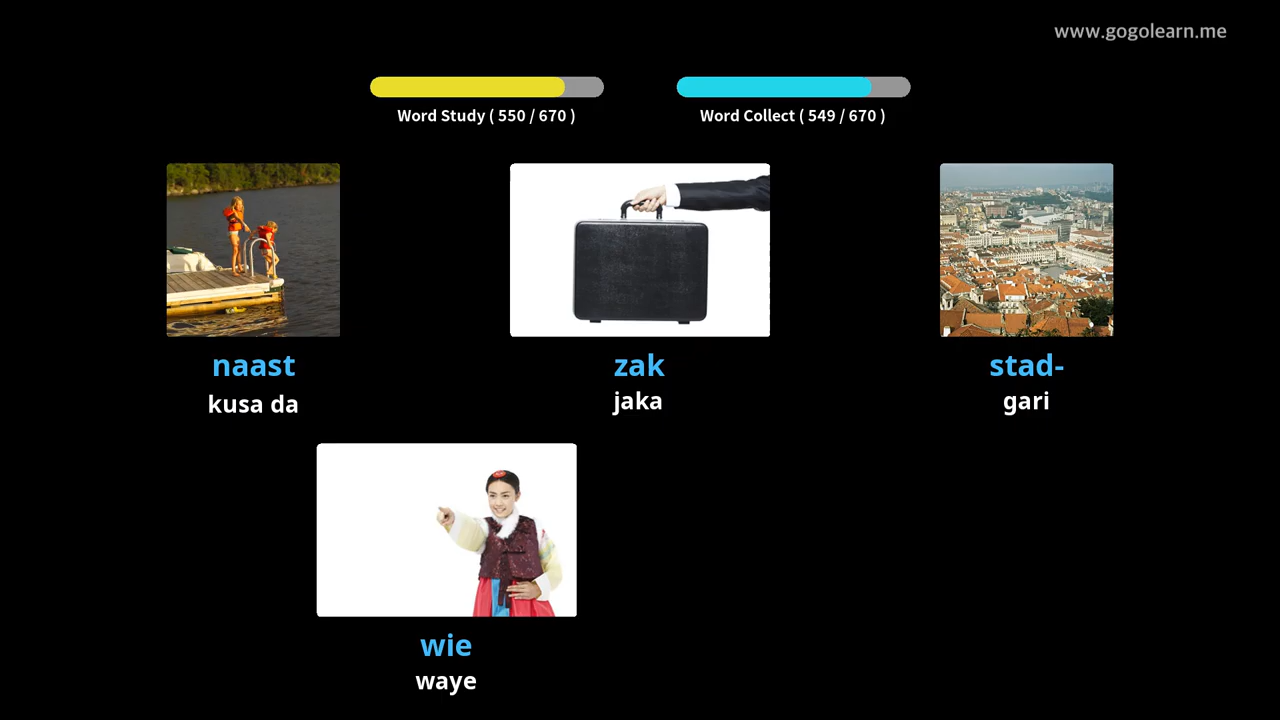 www.gogolearn.me
Word Study ( 550 / 670 )
Word Collect ( 549 / 670 )
naast
kusa da
zak
jaka
stad-
gari
wie
waye